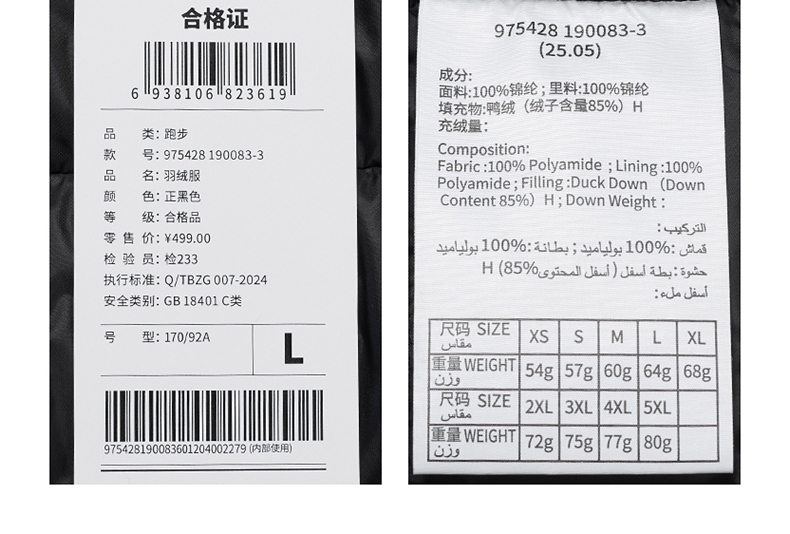 合格证
6 938106 823619
品 类: 跑步
款 号: 975428 190083-3
品 名: 羽绒服
颜 色: 正黑色
等 级: 合格品
零 售 价: ¥499.00
检 验 员: 检233
执行标准: Q/TBZG 007-2024
安全类别: GB 18401 C类
号 型: 170/92A
L
975428190083601204002279 (内部使用)
975428 190083-3
(25.05)
成分:
面料:100%锦纶 ; 里料:100%锦纶
填充物:鸭绒（绒子含量85%）H
充绒量：
Composition:
Fabric :100% Polyamide ; Lining :100%
Polyamide ; Filling :Duck Down （Down
Content 85%）H ; Down Weight :
التركيب:
قماش :100% بولياميد ; بطانة :100% بولياميد
حشوة : بطة أسفل ( أسفل المحتوى 85%) H
أسفل ملء:
尺码 SIZE مقاس XS S M L XL
重量 WEIGHT وزن 54g 57g 60g 64g 68g
尺码 SIZE مقاس 2XL 3XL 4XL 5XL
重量 WEIGHT وزن 72g 75g 77g 80g